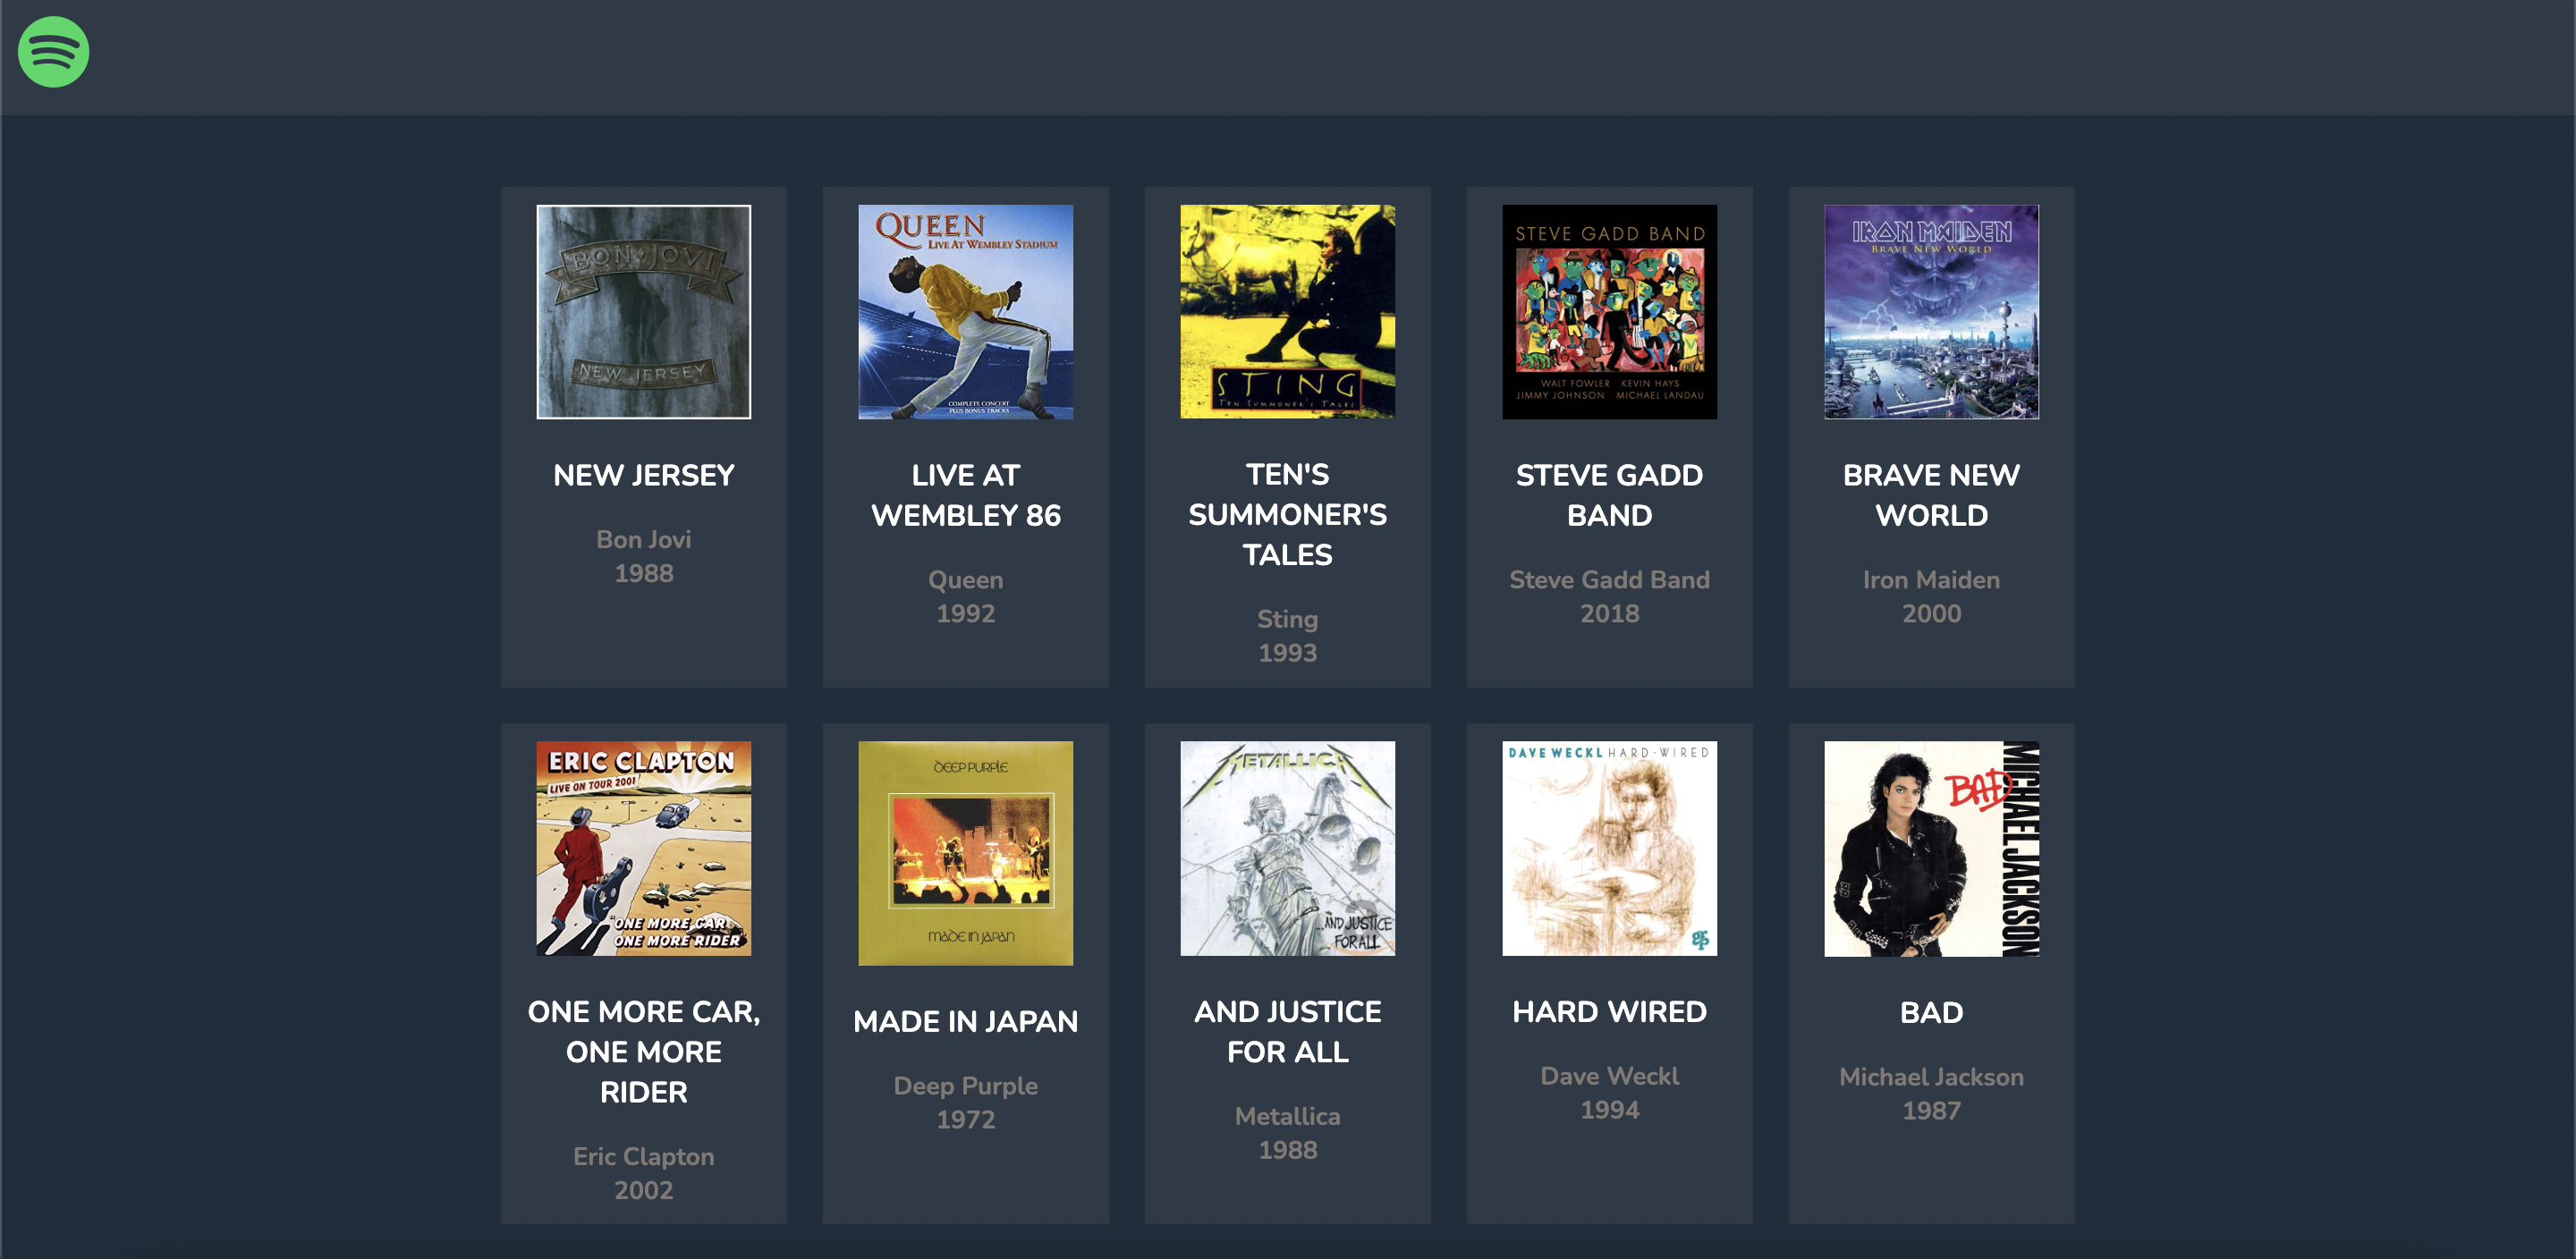 BON JOVI
NEW JERSEY
NEW JERSEY
Bon Jovi
1988
QUEEN
LIVE AT WEMBLEY STADIUM
COMPLETE CONCERT
PLUS BONUS TRACKS
LIVE AT
WEMBLEY 86
Queen
1992
STING
TEN SUMMONER'S TALES
TEN'S
SUMMONER'S
TALES
Sting
1993
STEVE GADD BAND
WALT FOWLER KEVIN HAYS
JIMMY JOHNSON MICHAEL LANDAU
STEVE GADD
BAND
Steve Gadd Band
2018
IRON MAIDEN
BRAVE NEW WORLD
BRAVE NEW
WORLD
Iron Maiden
2000
ERIC CLAPTON
LIVE ON TOUR 2001
ONE MORE CAR
ONE MORE RIDER
ONE MORE CAR,
ONE MORE
RIDER
Eric Clapton
2002
DEEP PURPLE
MADE IN JAPAN
MADE IN JAPAN
Deep Purple
1972
METALLICA
...AND JUSTICE
FOR ALL
AND JUSTICE
FOR ALL
Metallica
1988
DAVE WECKL HARD-WIRED
GRP
HARD WIRED
Dave Weckl
1994
BAD
MICHAEL JACKSON
BAD
Michael Jackson
1987